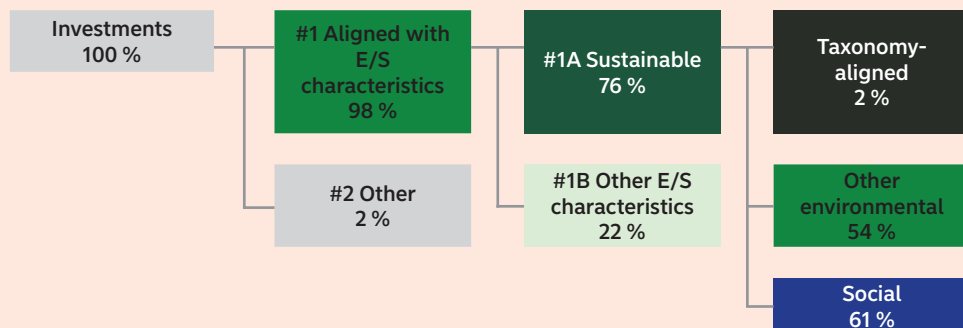 Investments
100 %
#1 Aligned with
E/S
characteristics
98 %
#2 Other
2 %
#1A Sustainable
76 %
#1B Other E/S
characteristics
22 %
Taxonomy-
aligned
2 %
Other
environmental
54 %
Social
61 %